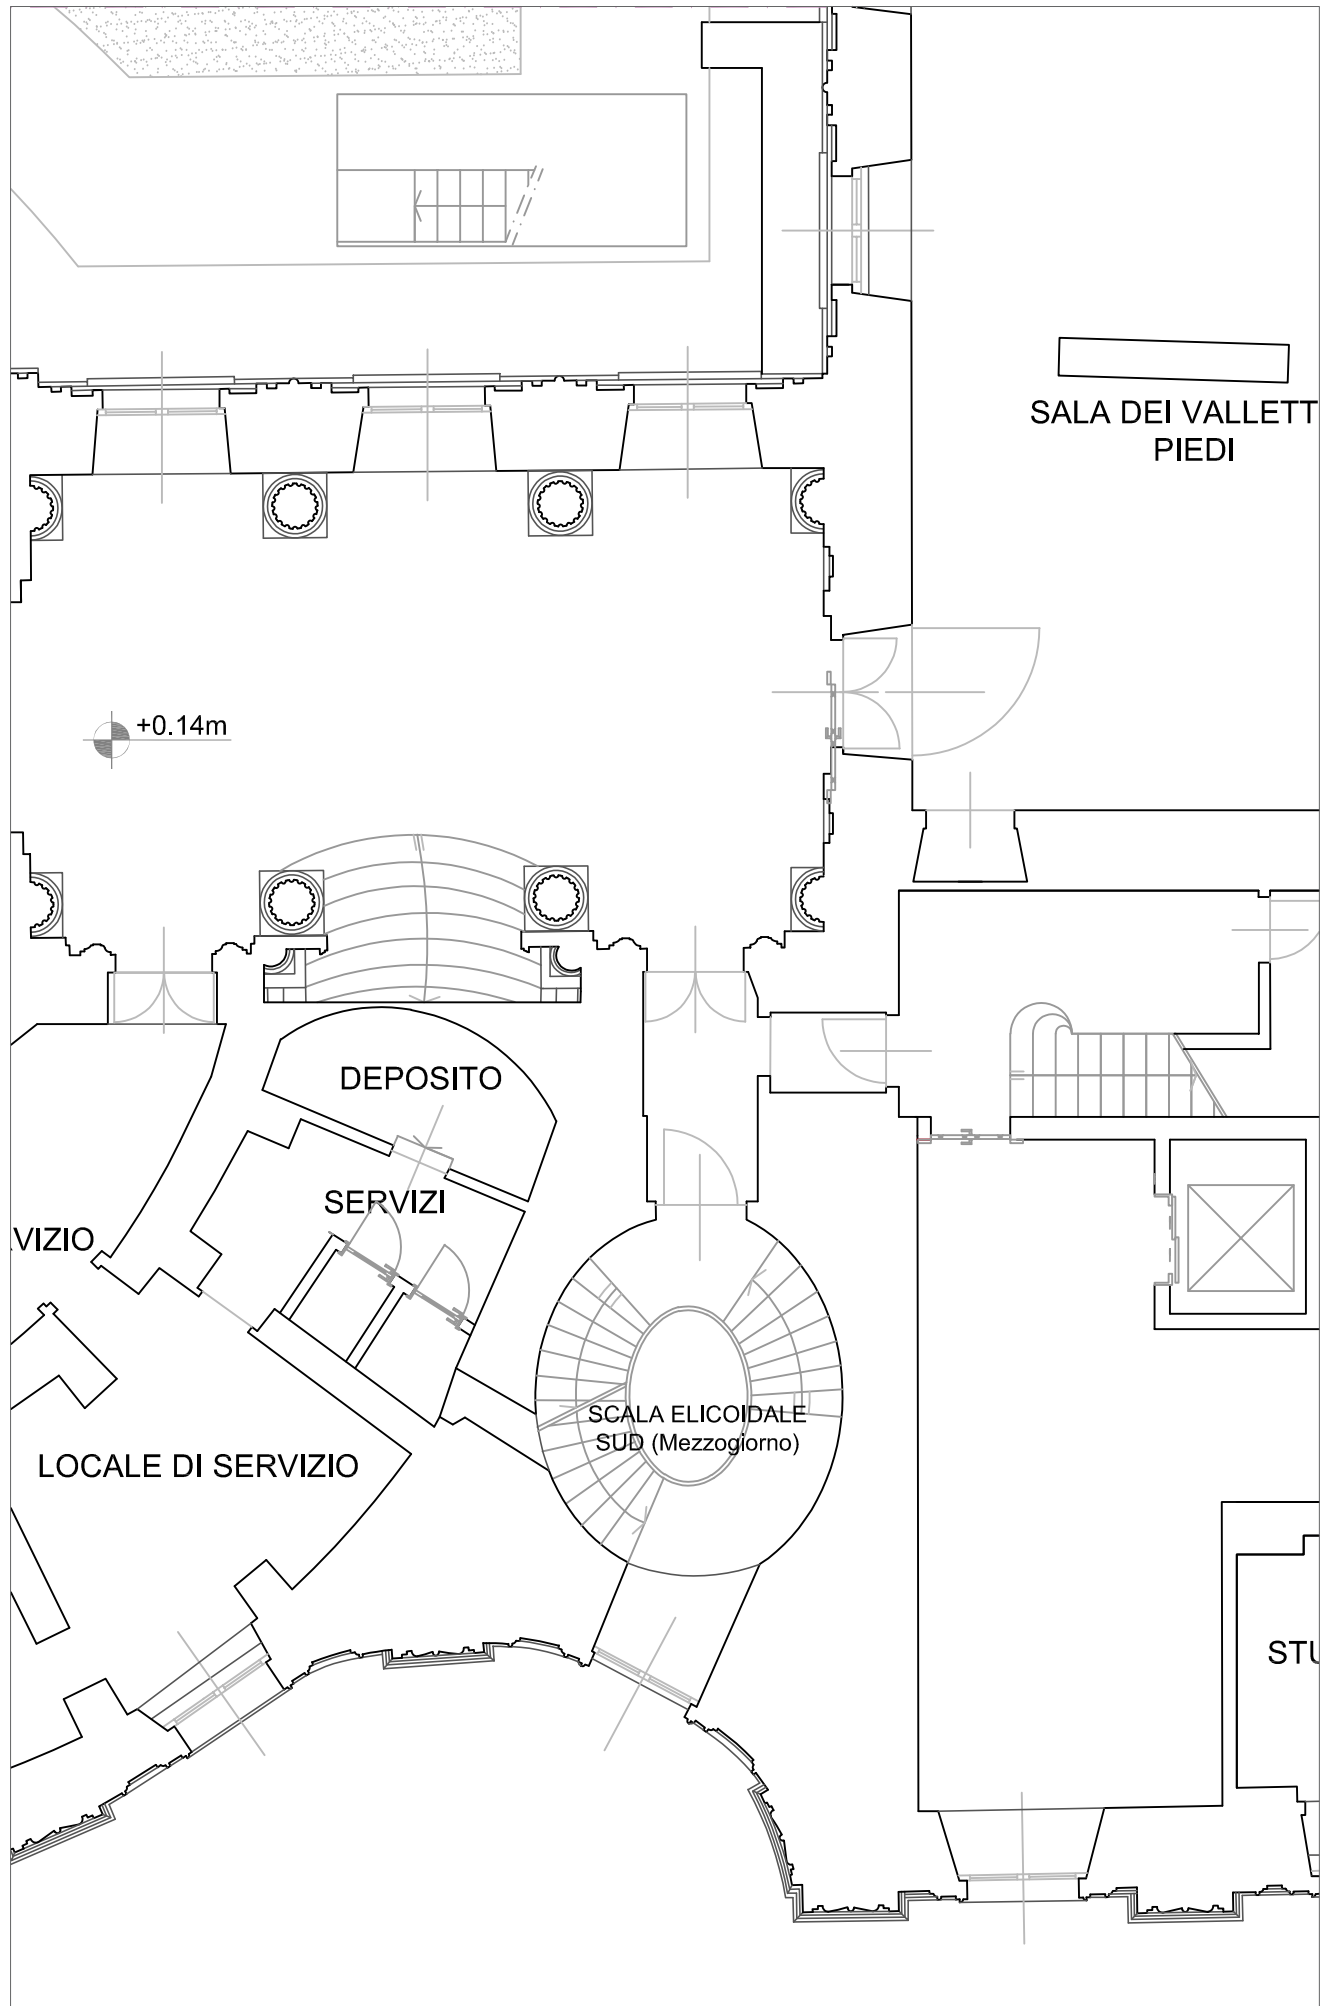 SALA DEI VALLETT
PIEDI
+0.14m
DEPOSITO
SERVIZI
VIZIO
SCALA ELICOIDALE
SUD (Mezzogiorno)
LOCALE DI SERVIZIO
STU